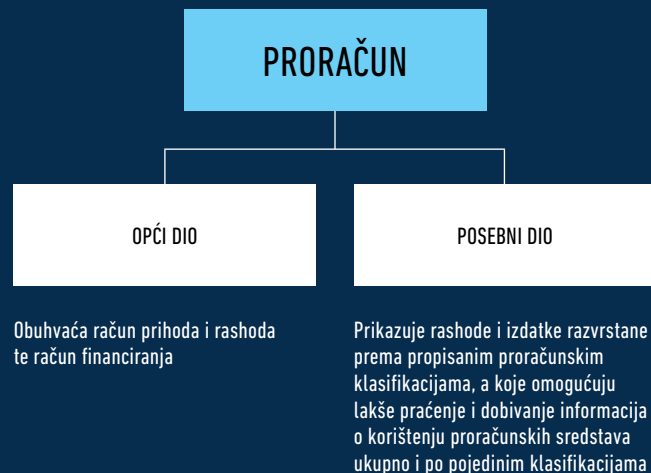 PRORAČUN
OPĆI DIO
POSEBNI DIO
Obuhvaća račun prihoda i rashoda
te račun financiranja
Prikazuje rashode i izdatke razvrstane
prema propisanim proračunskim
klasifikacijama, a koje omogućuju
lakše praćenje i dobivanje informacija
o korištenju proračunskih sredstava
ukupno i po pojedinim klasifikacijama